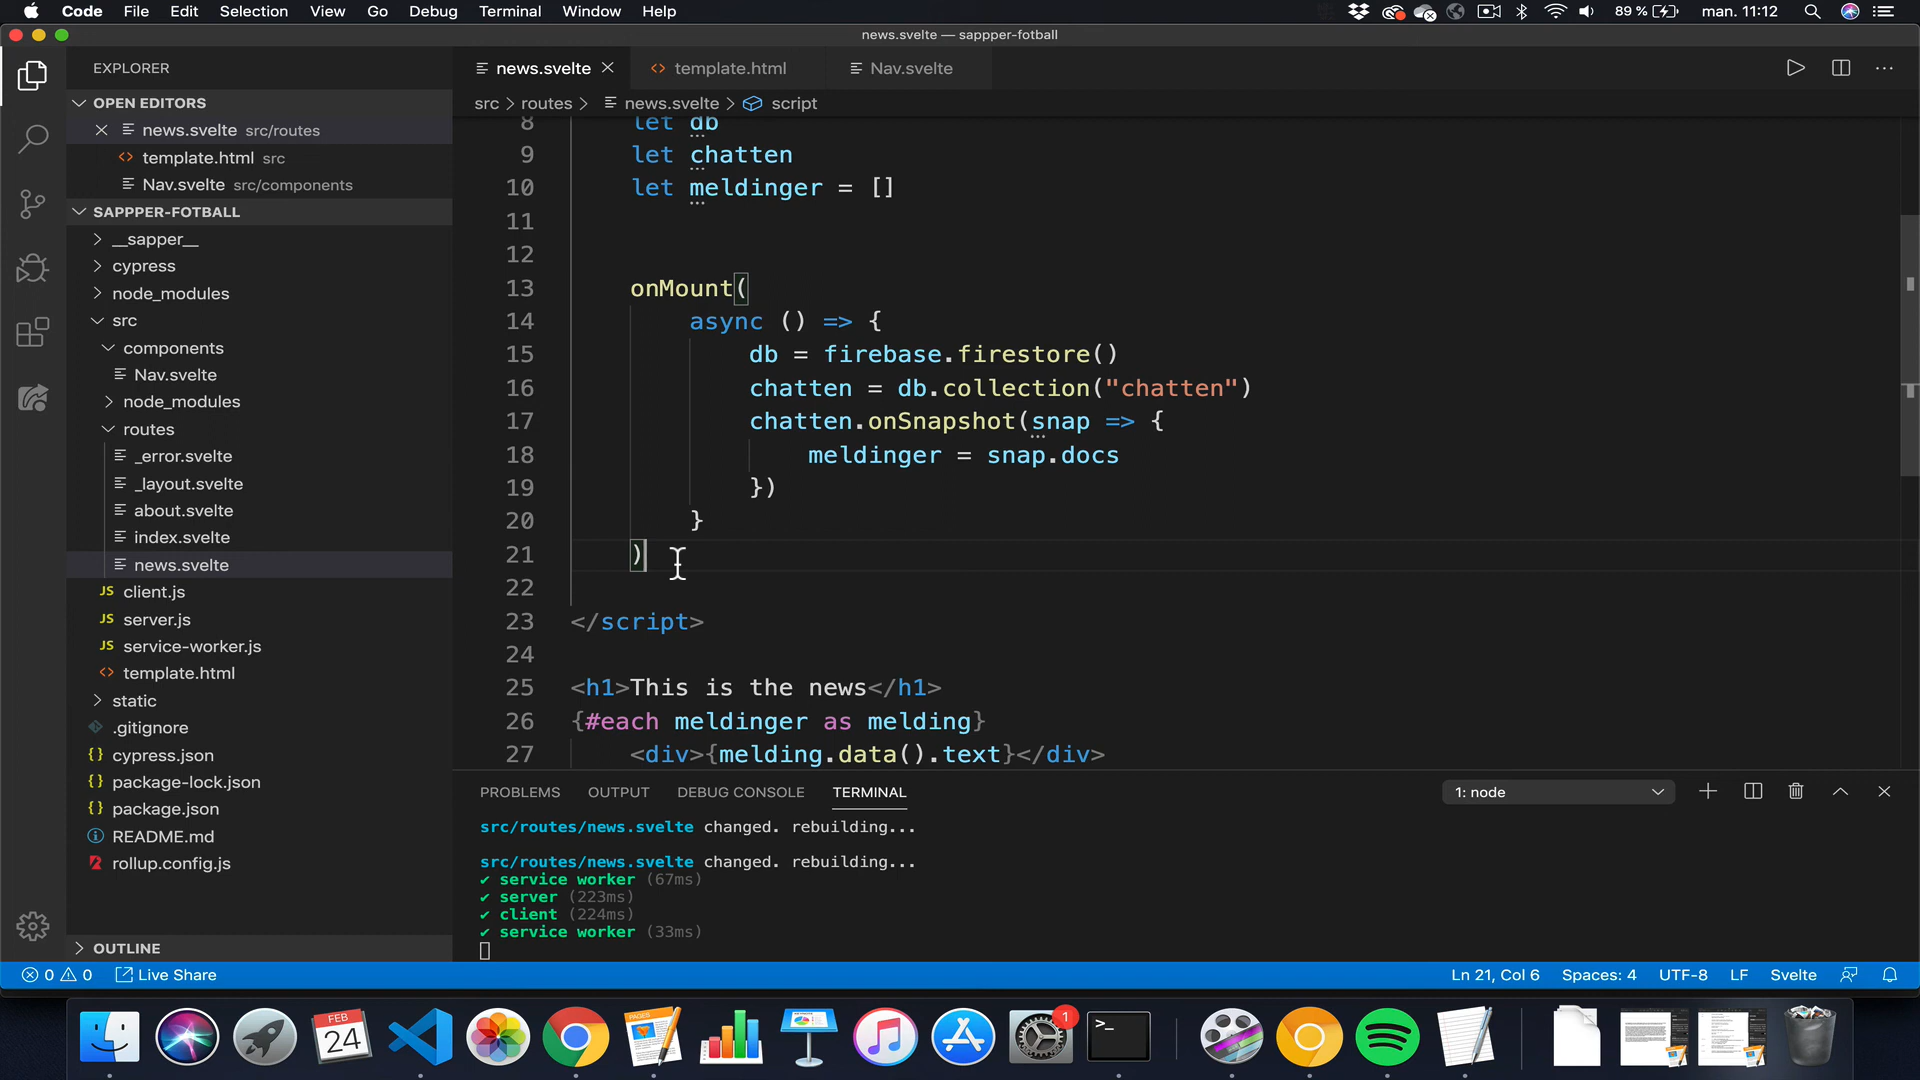 Code File Edit Selection View Go Debug Terminal Window Help 89 % man. 11:12
news.svelte — sappper-fotball
EXPLORER
OPEN EDITORS
news.svelte src/routes
template.html src
Nav.svelte src/components
SAPPPER-FOTBALL
__sapper__
cypress
node_modules
src
components
Nav.svelte
node_modules
routes
_error.svelte
_layout.svelte
about.svelte
index.svelte
news.svelte
JS client.js
JS server.js
JS service-worker.js
template.html
static
.gitignore
cypress.json
package-lock.json
package.json
README.md
rollup.config.js
OUTLINE
news.svelte template.html Nav.svelte
src > routes > news.svelte > script
8 let db
9 let chatten
10 let meldinger = []
11
12
13 onMount(
14 async () => {
15 db = firebase.firestore()
16 chatten = db.collection("chatten")
17 chatten.onSnapshot(snap => {
18 meldinger = snap.docs
19 })
20 }
21 )
22
23 </script>
24
25 <h1>This is the news</h1>
26 {#each meldinger as melding}
27 <div>{melding.data().text}</div>
PROBLEMS OUTPUT DEBUG CONSOLE TERMINAL 1: node
src/routes/news.svelte changed. rebuilding...
src/routes/news.svelte changed. rebuilding...
✔ service worker (67ms)
✔ server (223ms)
✔ client (224ms)
✔ service worker (33ms)
0 0 Live Share Ln 21, Col 6 Spaces: 4 UTF-8 LF Svelte
FEB
24
PAGES
1
>_